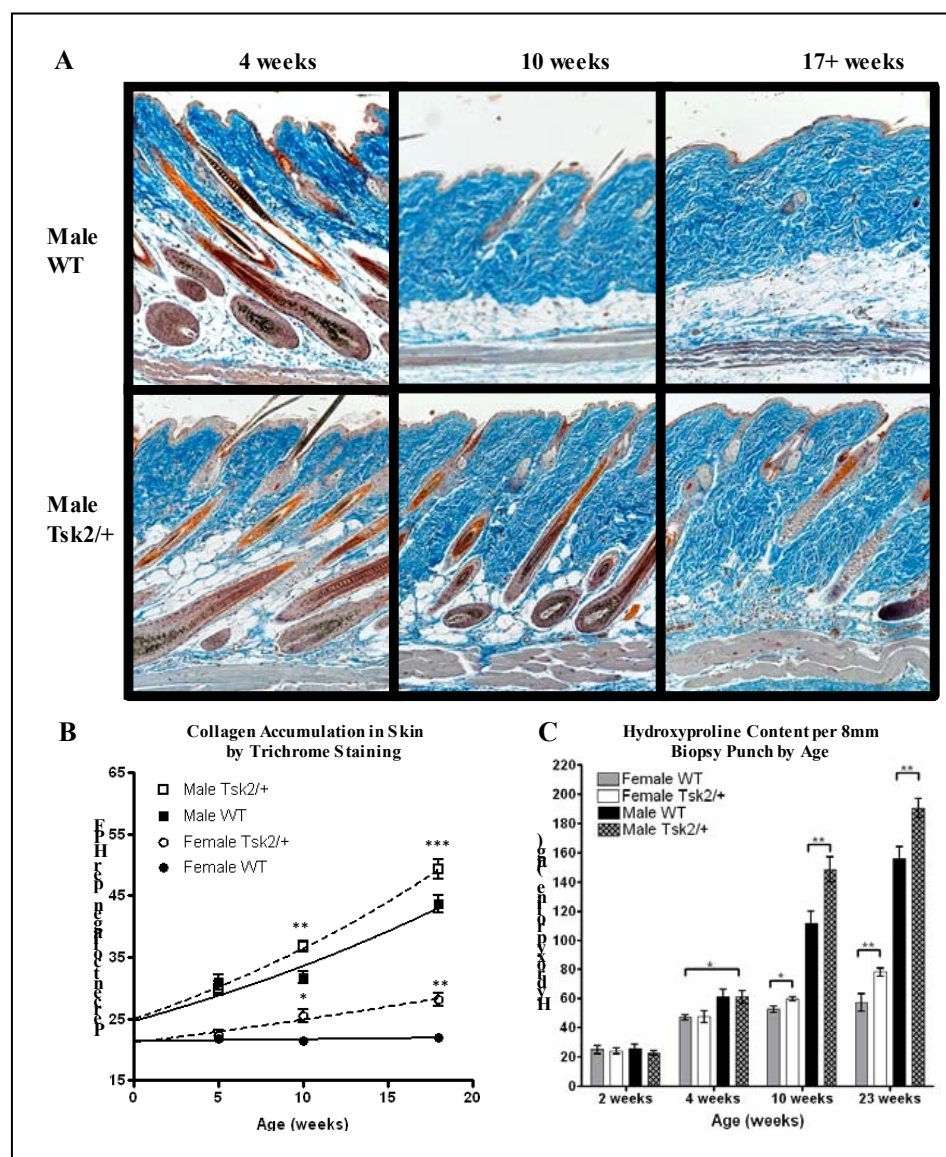 A
4 weeks
10 weeks
17+ weeks
Male
WT
Male
Tsk2/+
B
Collagen Accumulation in Skin
by Trichrome Staining
65
55
45
35
25
15
Male Tsk2/+
Male WT
Female Tsk2/+
Female WT
**
***
*
**
0
5
10
15
20
Age (weeks)
C
Hydroxyproline Content per 8mm
Biopsy Punch by Age
220
200
180
160
140
120
100
80
60
40
20
0
Female WT
Female Tsk2/+
Male WT
Male Tsk2/+
*
*
**
**
**
2 weeks
4 weeks
10 weeks
23 weeks
Age (weeks)